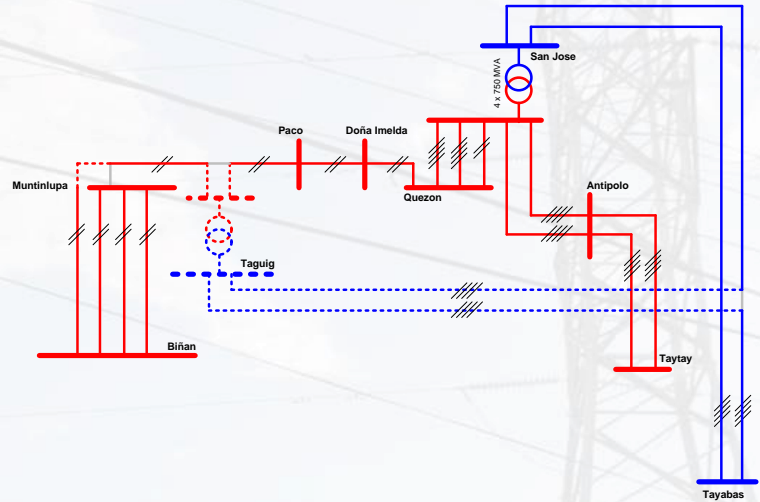 San Jose
4 x 750 MVA
Paco
Doña Imelda
Muntinlupa
Antipolo
Quezon
Taguig
Biñan
Taytay
Tayabas